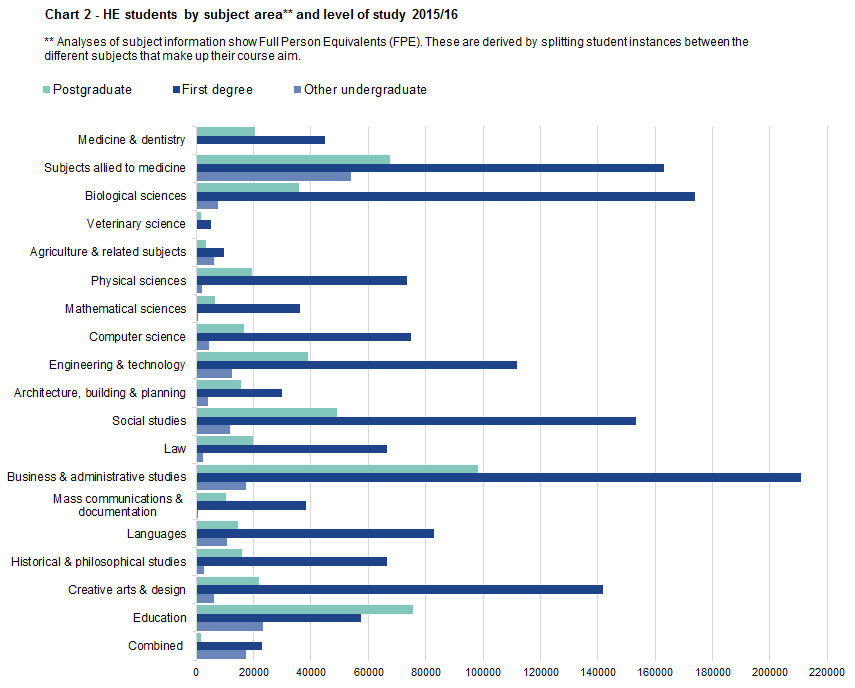 Chart 2 - HE students by subject area** and level of study 2015/16
** Analyses of subject information show Full Person Equivalents (FPE). These are derived by splitting student instances between the
different subjects that make up their course aim.
Postgraduate First degree Other undergraduate
Medicine & dentistry
Subjects allied to medicine
Biological sciences
Veterinary science
Agriculture & related subjects
Physical sciences
Mathematical sciences
Computer science
Engineering & technology
Architecture, building & planning
Social studies
Law
Business & administrative studies
Mass communications &
documentation
Languages
Historical & philosophical studies
Creative arts & design
Education
Combined
0 20000 40000 60000 80000 100000 120000 140000 160000 180000 200000 220000